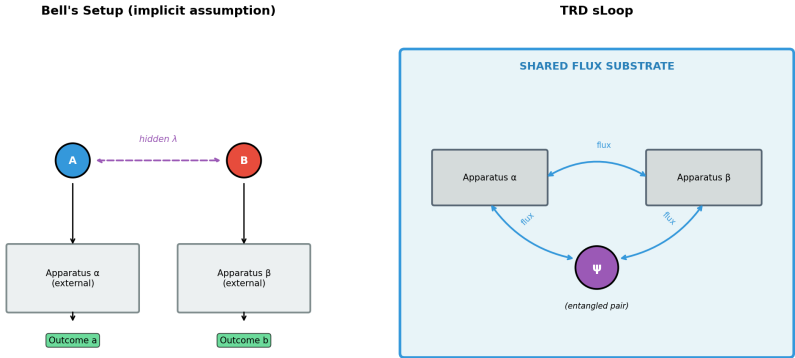 Bell's Setup (implicit assumption)
A
hidden λ
B
Apparatus α
(external)
Apparatus β
(external)
Outcome a
Outcome b
TRD sLoop
SHARED FLUX SUBSTRATE
flux
Apparatus α
Apparatus β
flux
flux
ψ
(entangled pair)